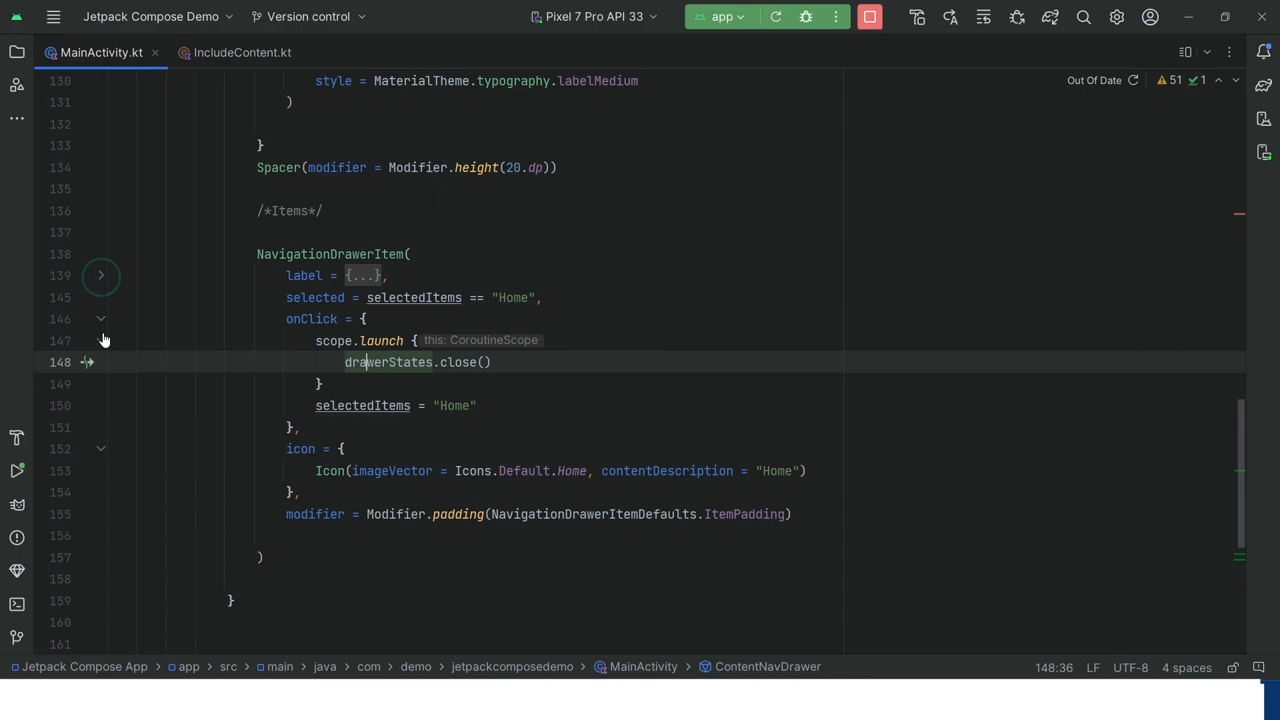 Jetpack Compose Demo
Version control
Pixel 7 Pro API 33
app
MainActivity.kt
IncludeContent.kt
Out Of Date
51
1
130 style = MaterialTheme.typography.labelMedium
131 )
132
133 }
134 Spacer(modifier = Modifier.height(20.dp))
135
136 /*Items*/
137
138 NavigationDrawerItem(
139 label = {...},
145 selected = selectedItems == "Home",
146 onClick = {
147 scope.launch { this: CoroutineScope
148 drawerStates.close()
149 }
150 selectedItems = "Home"
151 },
152 icon = {
153 Icon(imageVector = Icons.Default.Home, contentDescription = "Home")
154 },
155 modifier = Modifier.padding(NavigationDrawerItemDefaults.ItemPadding)
156
157 )
158
159 }
160
161
Jetpack Compose App
app
src
main
java
com
demo
jetpackcomposedemo
MainActivity
ContentNavDrawer
148:36
LF
UTF-8
4 spaces